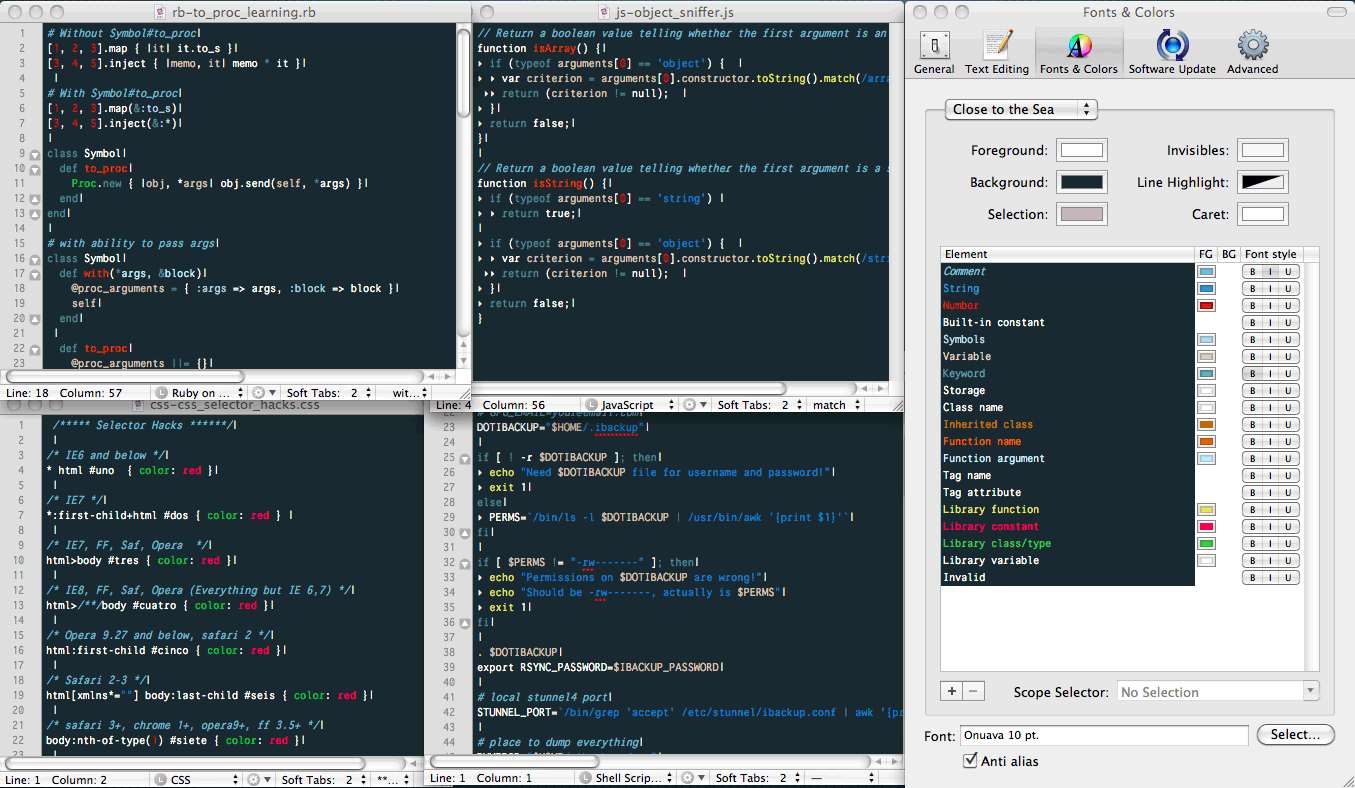 rb-to_proc_learning.rb
1 # Without Symbol#to_proc
2 [1, 2, 3].map { |it| it.to_s }
3 [3, 4, 5].inject { |memo, it| memo * it }
4
5 # With Symbol#to_proc
6 [1, 2, 3].map(&:to_s)
7 [3, 4, 5].inject(&:*)
8
9 class Symbol
10 def to_proc
11 Proc.new { |obj, *args| obj.send(self, *args) }
12 end
13 end
14
15 # with ability to pass args
16 class Symbol
17 def with(*args, &block)
18 @proc_arguments = { :args => args, :block => block }
19 self
20 end
21
22 def to_proc
23 @proc_arguments ||= {}
Line: 18 Column: 57 Ruby on ... Soft Tabs: 2 wit...
js-object_sniffer.js
// Return a boolean value telling whether the first argument is an
function isArray() {
if (typeof arguments[0] == 'object') {
var criterion = arguments[0].constructor.toString().match(/arra
return (criterion != null);
}
return false;
}
// Return a boolean value telling whether the first argument is a s
function isString() {
if (typeof arguments[0] == 'string')
return true;
if (typeof arguments[0] == 'object') {
var criterion = arguments[0].constructor.toString().match(/stri
return (criterion != null);
}
return false;
}
Line: 4 Column: 56 JavaScript Soft Tabs: 2 match
css-css_selector_hacks.css
1 /***** Selector Hacks ******/
2
3 /* IE6 and below */
4 * html #uno { color: red }
5
6 /* IE7 */
7 *:first-child+html #dos { color: red }
8
9 /* IE7, FF, Saf, Opera */
10 html>body #tres { color: red }
11
12 /* IE8, FF, Saf, Opera (Everything but IE 6,7) */
13 html>/**/body #cuatro { color: red }
14
15 /* Opera 9.27 and below, safari 2 */
16 html:first-child #cinco { color: red }
17
18 /* Safari 2-3 */
19 html[xmlns*=""] body:last-child #seis { color: red }
20
21 /* safari 3+, chrome 1+, opera9+, ff 3.5+ */
22 body:nth-of-type(1) #siete { color: red }
23
Line: 1 Column: 2 CSS Soft Tabs: 2 **...
22 # GPG_EMAIL=your@email.com
23 DOTIBACKUP="$HOME/.ibackup"
24
25 if [ ! -r $DOTIBACKUP ]; then
26 echo "Need $DOTIBACKUP file for username and password!"
27 exit 1
28 else
29 PERMS=`/bin/ls -l $DOTIBACKUP | /usr/bin/awk '{print $1}'`
30 fi
31
32 if [ $PERMS != "-rw-------" ]; then
33 echo "Permissions on $DOTIBACKUP are wrong!"
34 echo "Should be -rw-------, actually is $PERMS"
35 exit 1
36 fi
37
38 . $DOTIBACKUP
39 export RSYNC_PASSWORD=$IBACKUP_PASSWORD
40
41 # local stunnel4 port
42 STUNNEL_PORT=`/bin/grep 'accept' /etc/stunnel/ibackup.conf | awk '{pr
43
44 # place to dump everything
Line: 1 Column: 1 Shell Scrip... Soft Tabs: 2 —
Fonts & Colors
General Text Editing Fonts & Colors Software Update Advanced
Close to the Sea
Foreground: Invisibles:
Background: Line Highlight:
Selection: Caret:
Element FG BG Font style
Comment B I U
String B I U
Number B I U
Built-in constant B I U
Symbols B I U
Variable B I U
Keyword B I U
Storage B I U
Class name B I U
Inherited class B I U
Function name B I U
Function argument B I U
Tag name B I U
Tag attribute B I U
Library function B I U
Library constant B I U
Library class/type B I U
Library variable B I U
Invalid B I U
+ − Scope Selector: No Selection
Font: Onuava 10 pt. Select...
Anti alias